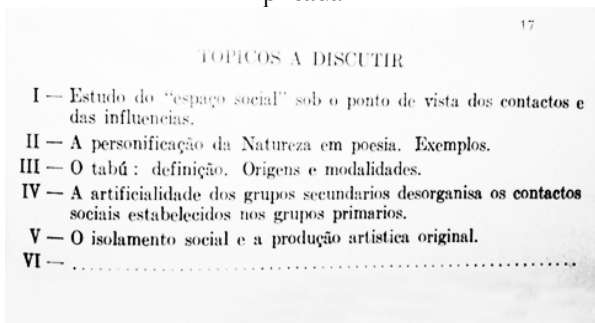 17
TOPICOS A DISCUTIR
I — Estudo do "espaço social" sob o ponto de vista dos contactos e
das influencias.
II — A personificação da Natureza em poesia. Exemplos.
III — O tabú : definição. Origens e modalidades.
IV — A artificialidade dos grupos secundarios desorganisa os contactos
sociais estabelecidos nos grupos primarios.
V — O isolamento social e a produção artistica original.
VI — ..........................................................